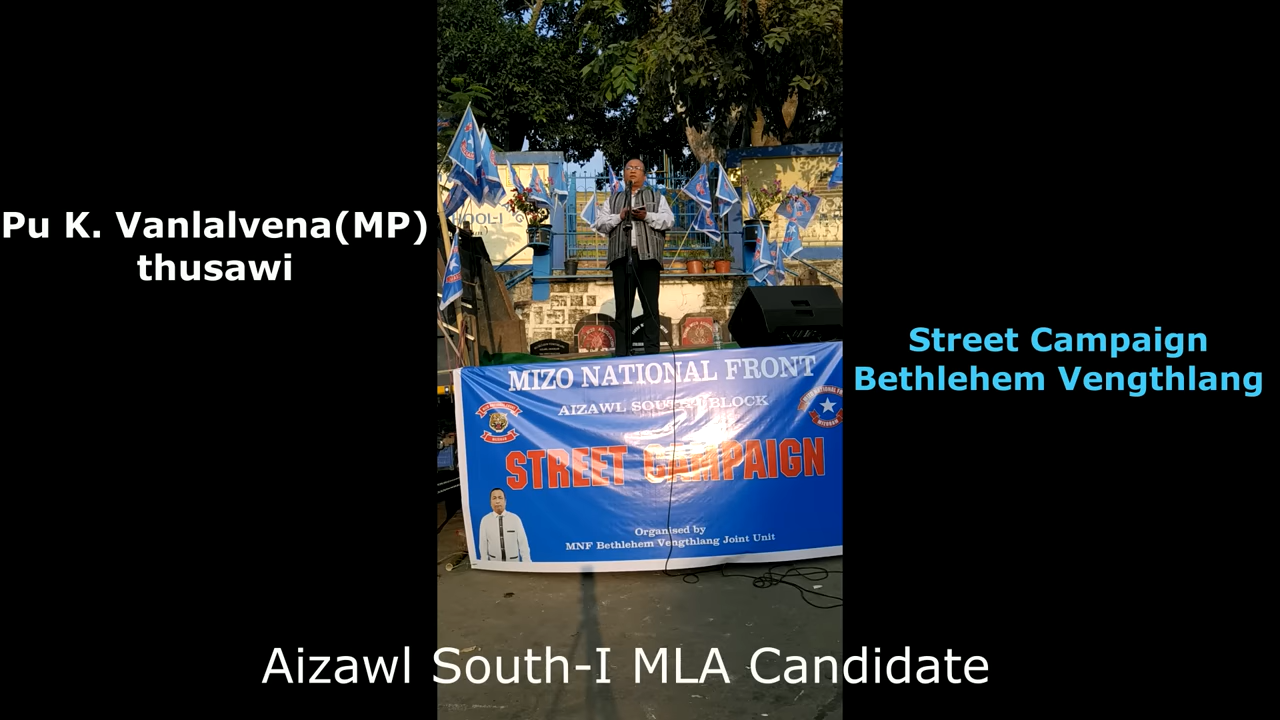 Pu K. Vanlalvena(MP)
thusawi
Street Campaign
Bethlehem Vengthlang
MIZO NATIONAL FRONT
AIZAWL SOUTH-I BLOCK
STREET CAMPAIGN
Organised by
MNF Bethlehem Vengthlang Joint Unit
Aizawl South-I MLA Candidate